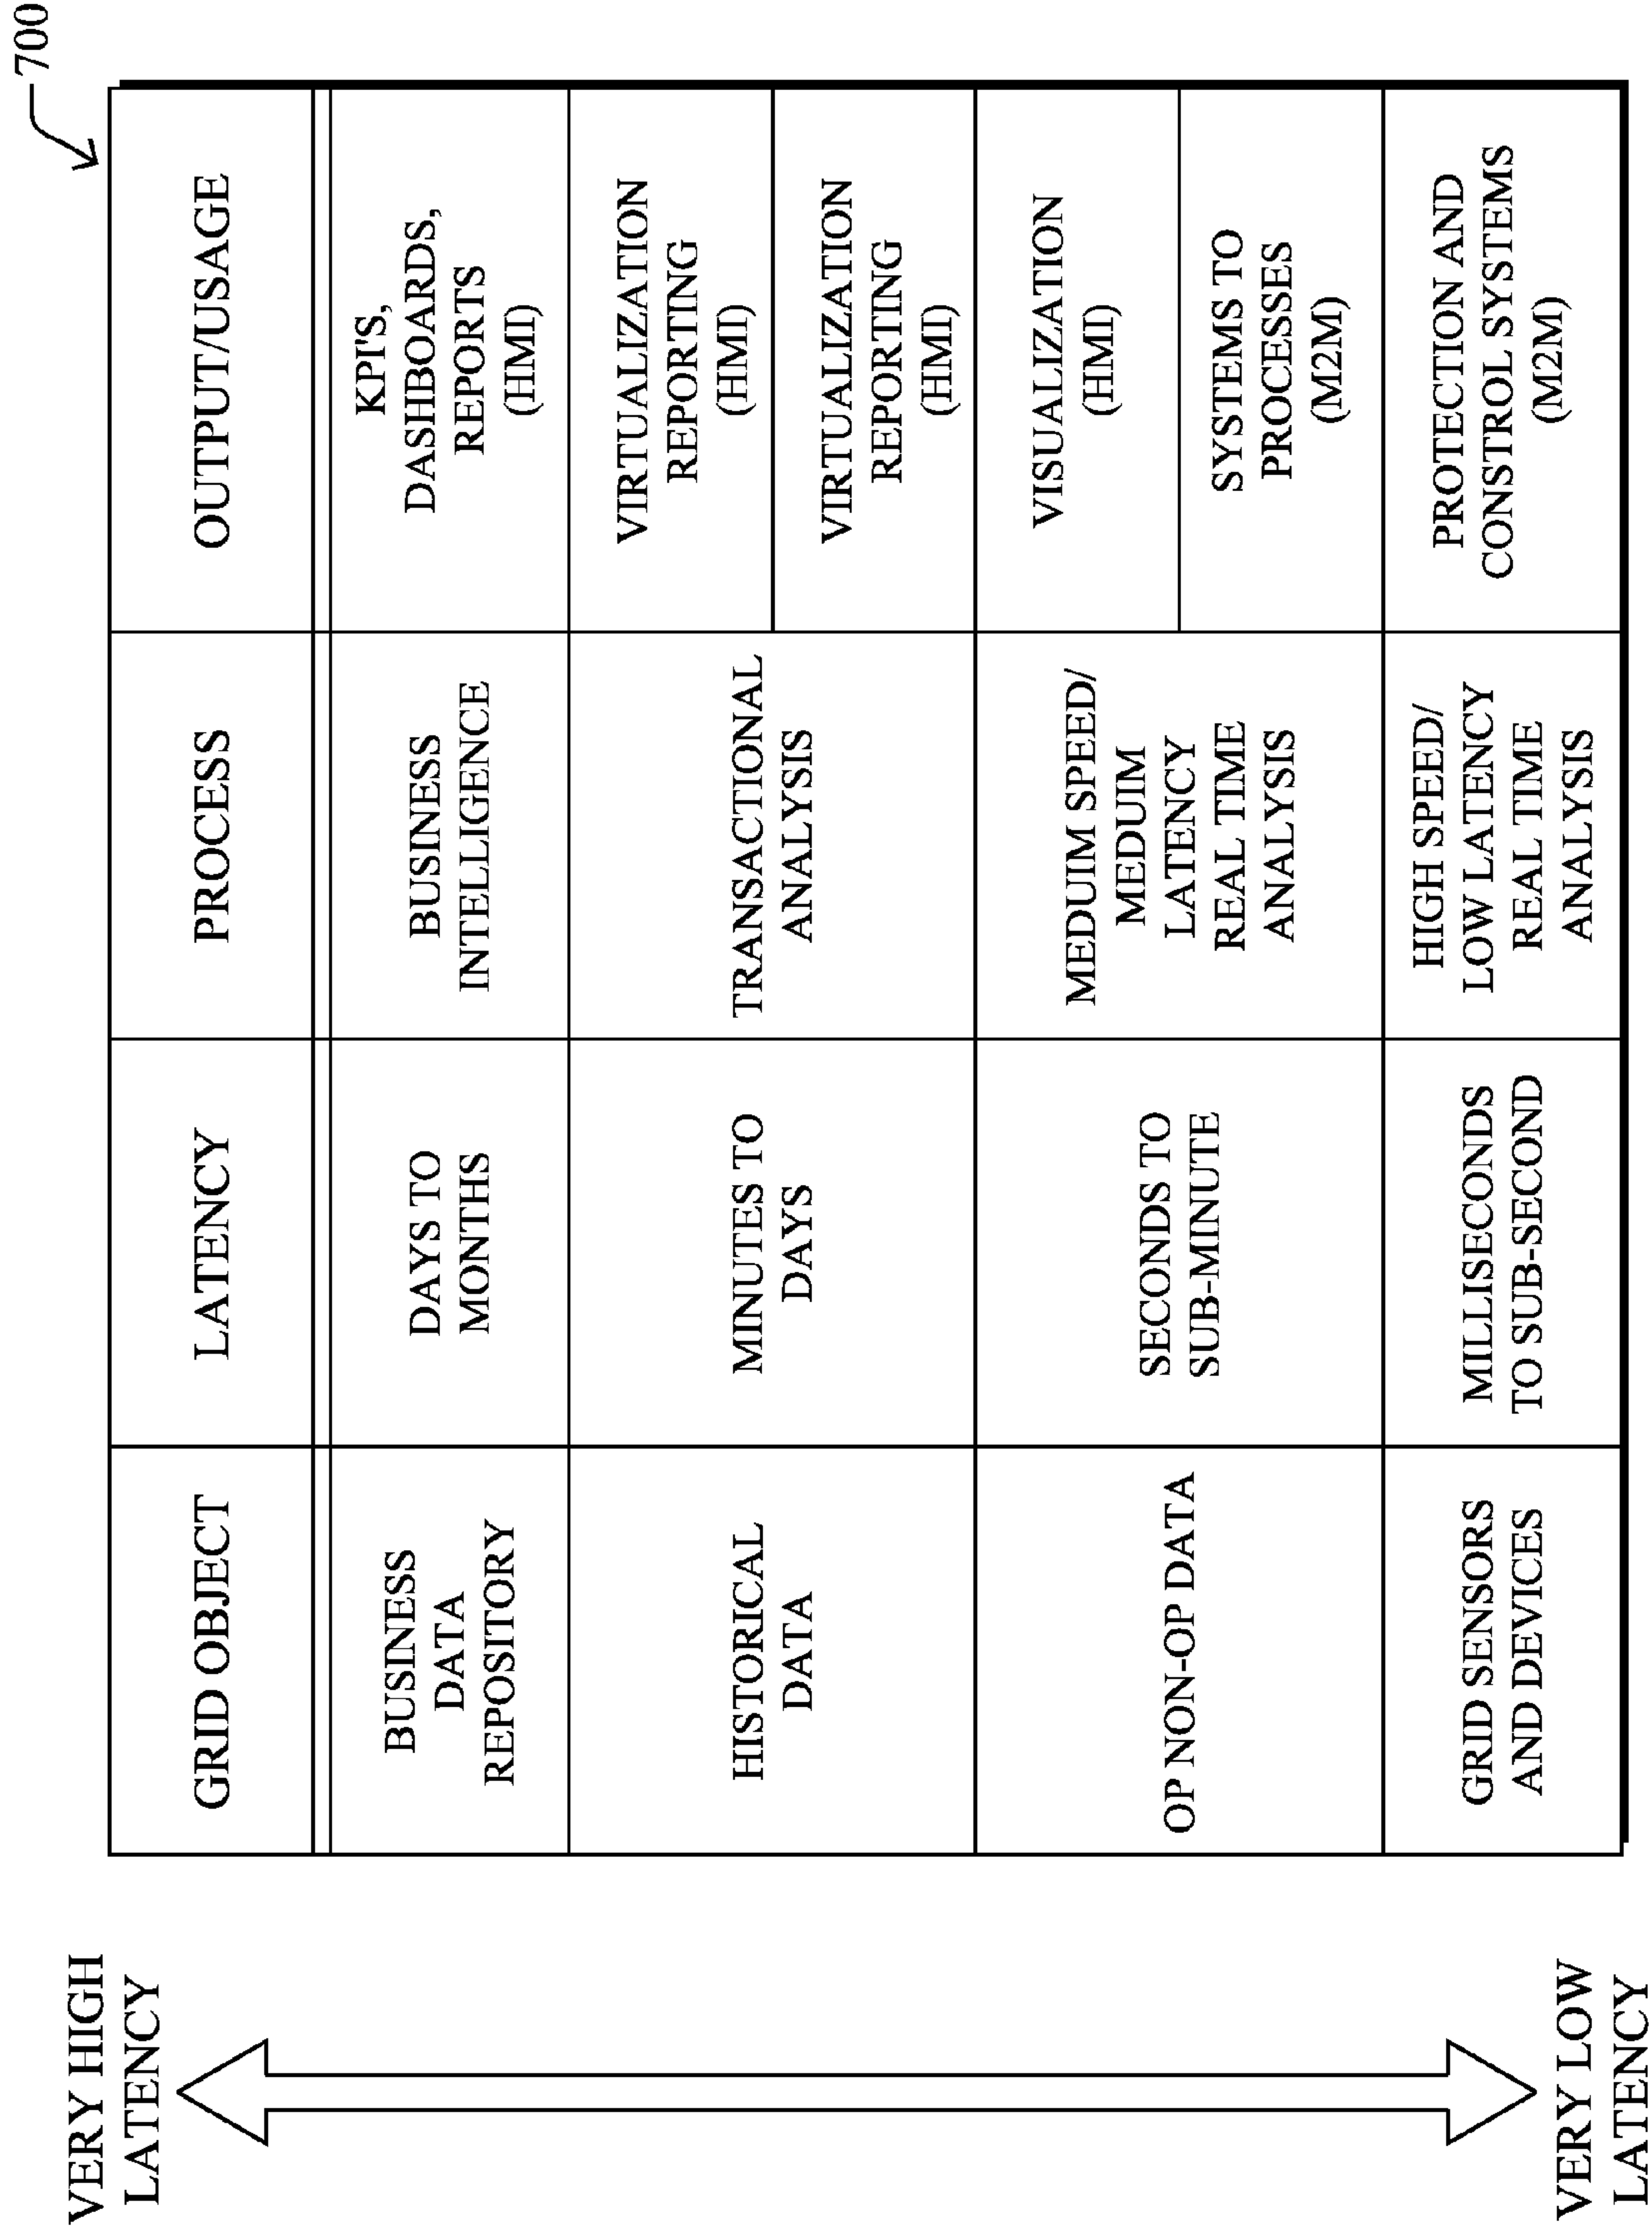 700
VERY HIGH
LATENCY
GRID OBJECT
LATENCY
PROCESS
OUTPUT/USAGE
BUSINESS
DATA
REPOSITORY
DAYS TO
MONTHS
BUSINESS
INTELLIGENCE
KPI'S,
DASHBOARDS,
REPORTS
(HMI)
HISTORICAL
DATA
MINUTES TO
DAYS
TRANSACTIONAL
ANALYSIS
VIRTUALIZATION
REPORTING
(HMI)
VIRTUALIZATION
REPORTING
(HMI)
OP NON-OP DATA
SECONDS TO
SUB-MINUTE
MEDUIM SPEED/
MEDUIM
LATENCY
REAL TIME
ANALYSIS
VISUALIZATION
(HMI)
SYSTEMS TO
PROCESSES
(M2M)
GRID SENSORS
AND DEVICES
MILLISECONDS
TO SUB-SECOND
HIGH SPEED/
LOW LATENCY
REAL TIME
ANALYSIS
PROTECTION AND
CONSTROL SYSTEMS
(M2M)
VERY LOW
LATENCY